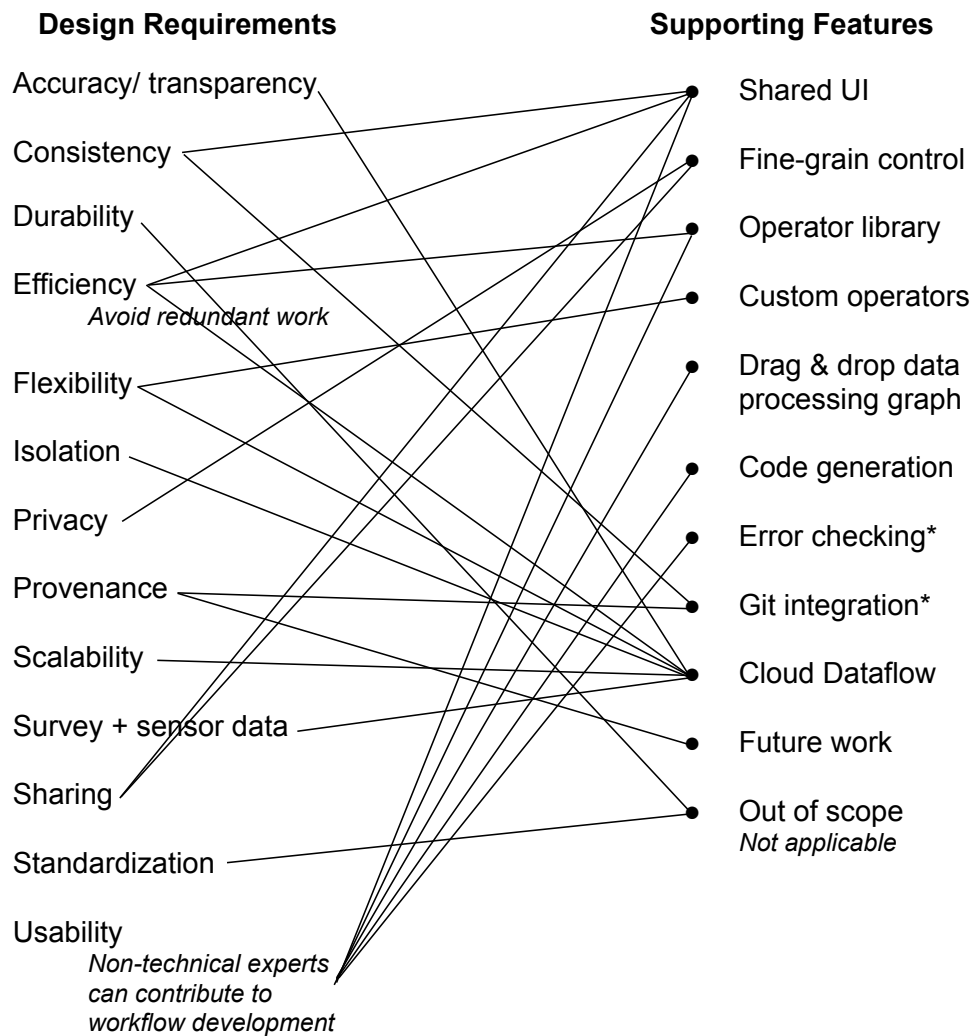 Design Requirements
Accuracy/ transparency
Consistency
Durability
Efficiency
Avoid redundant work
Flexibility
Isolation
Privacy
Provenance
Scalability
Survey + sensor data
Sharing
Standardization
Usability
Non-technical experts
can contribute to
workflow development
Supporting Features
Shared UI
Fine-grain control
Operator library
Custom operators
Drag & drop data
processing graph
Code generation
Error checking*
Git integration*
Cloud Dataflow
Future work
Out of scope
Not applicable